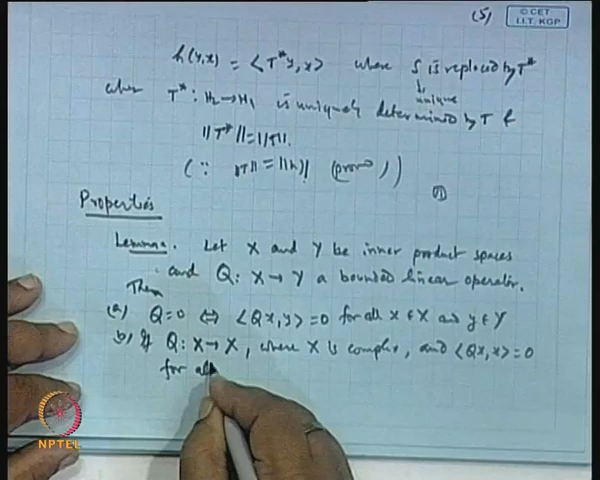 (5)
© CET
I.I.T. KGP
h(y,x) = <T*y, x> where S is replaced by T*
unique
where T* : H2 → H1 is uniquely determined by T &
||T*|| = ||T||.
(∵ ||T|| = ||h|| (proved))
Properties
Lemma. Let X and Y be inner product spaces
and Q: X → Y a bounded linear operator.
Then
(a) Q=0 ⇔ <Qx, y> = 0 for all x ∈ X and y ∈ Y
b) If Q: X → X, where X is complex, and <Qx, x> = 0
for all
NPTEL